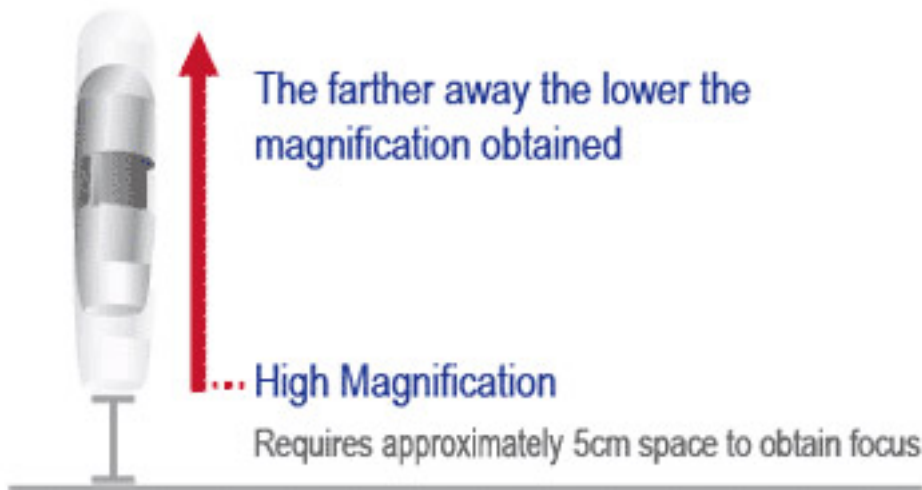 The farther away the lower the
magnification obtained
High Magnification
Requires approximately 5cm space to obtain focus